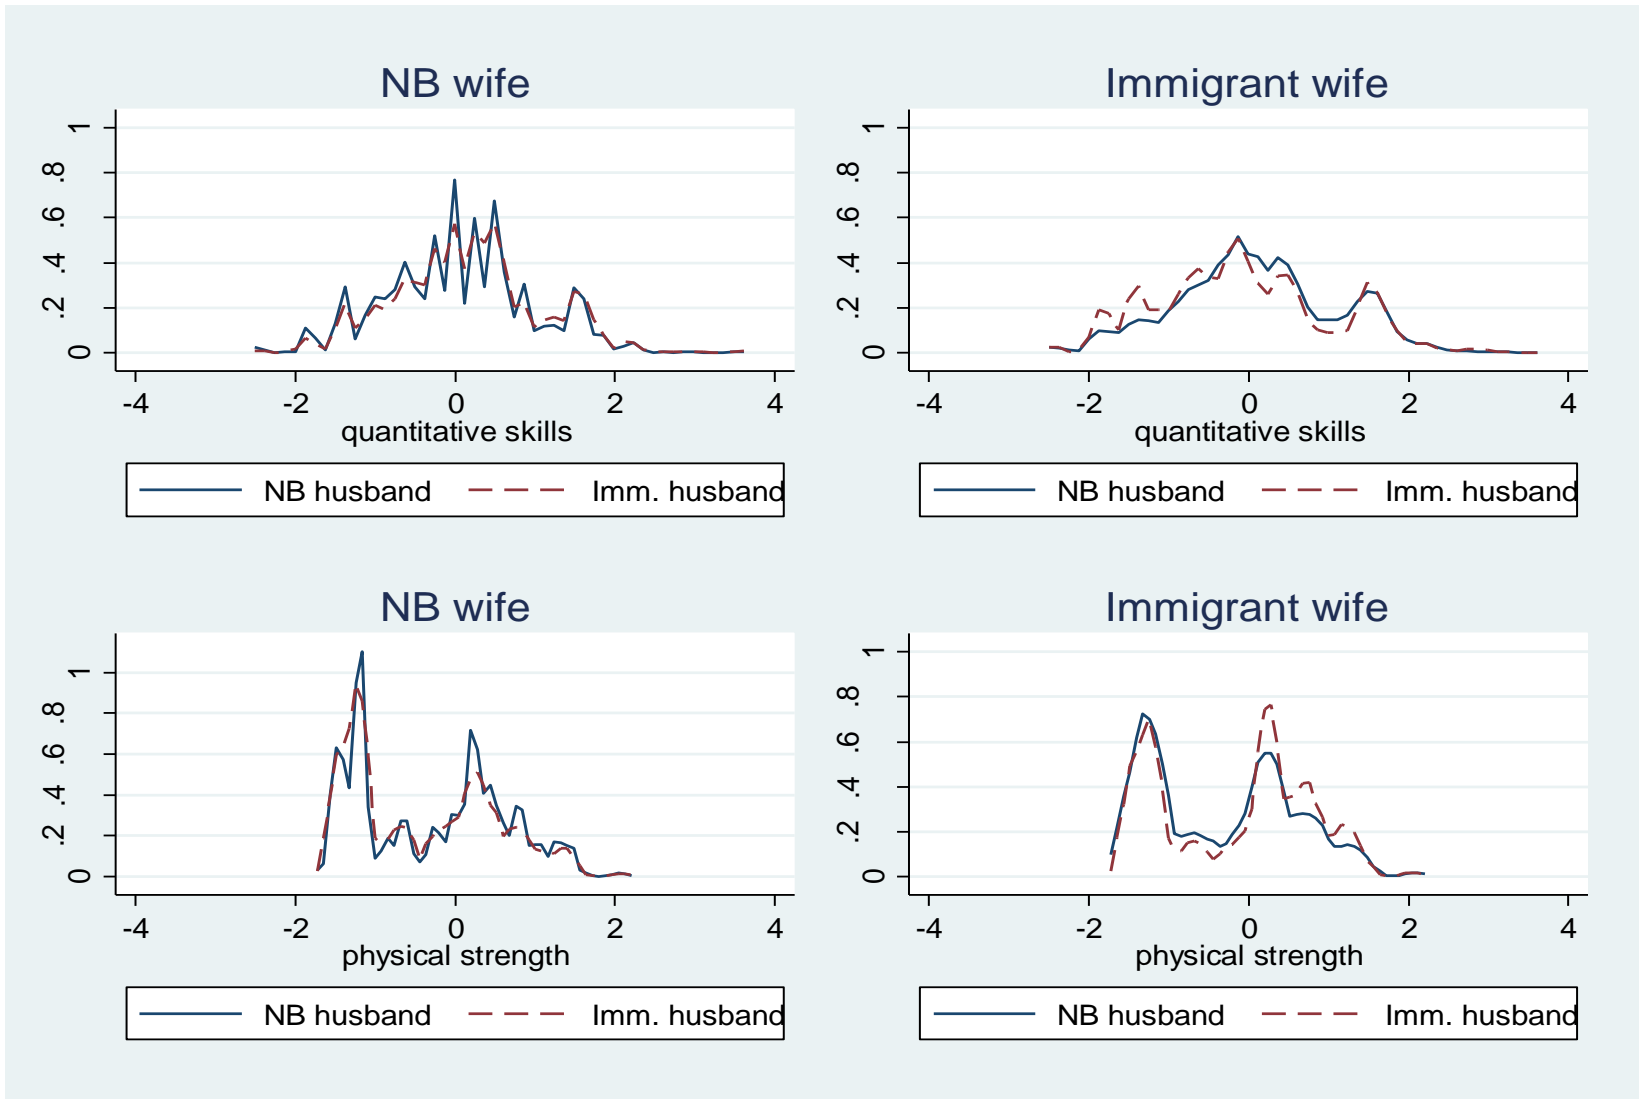 NB wife
1
.8
.6
.4
.2
0
-4 -2 0 2 4
quantitative skills
NB husband Imm. husband
Immigrant wife
1
.8
.6
.4
.2
0
-4 -2 0 2 4
quantitative skills
NB husband Imm. husband
NB wife
1
.8
.6
.4
.2
0
-4 -2 0 2 4
physical strength
NB husband Imm. husband
Immigrant wife
1
.8
.6
.4
.2
0
-4 -2 0 2 4
physical strength
NB husband Imm. husband